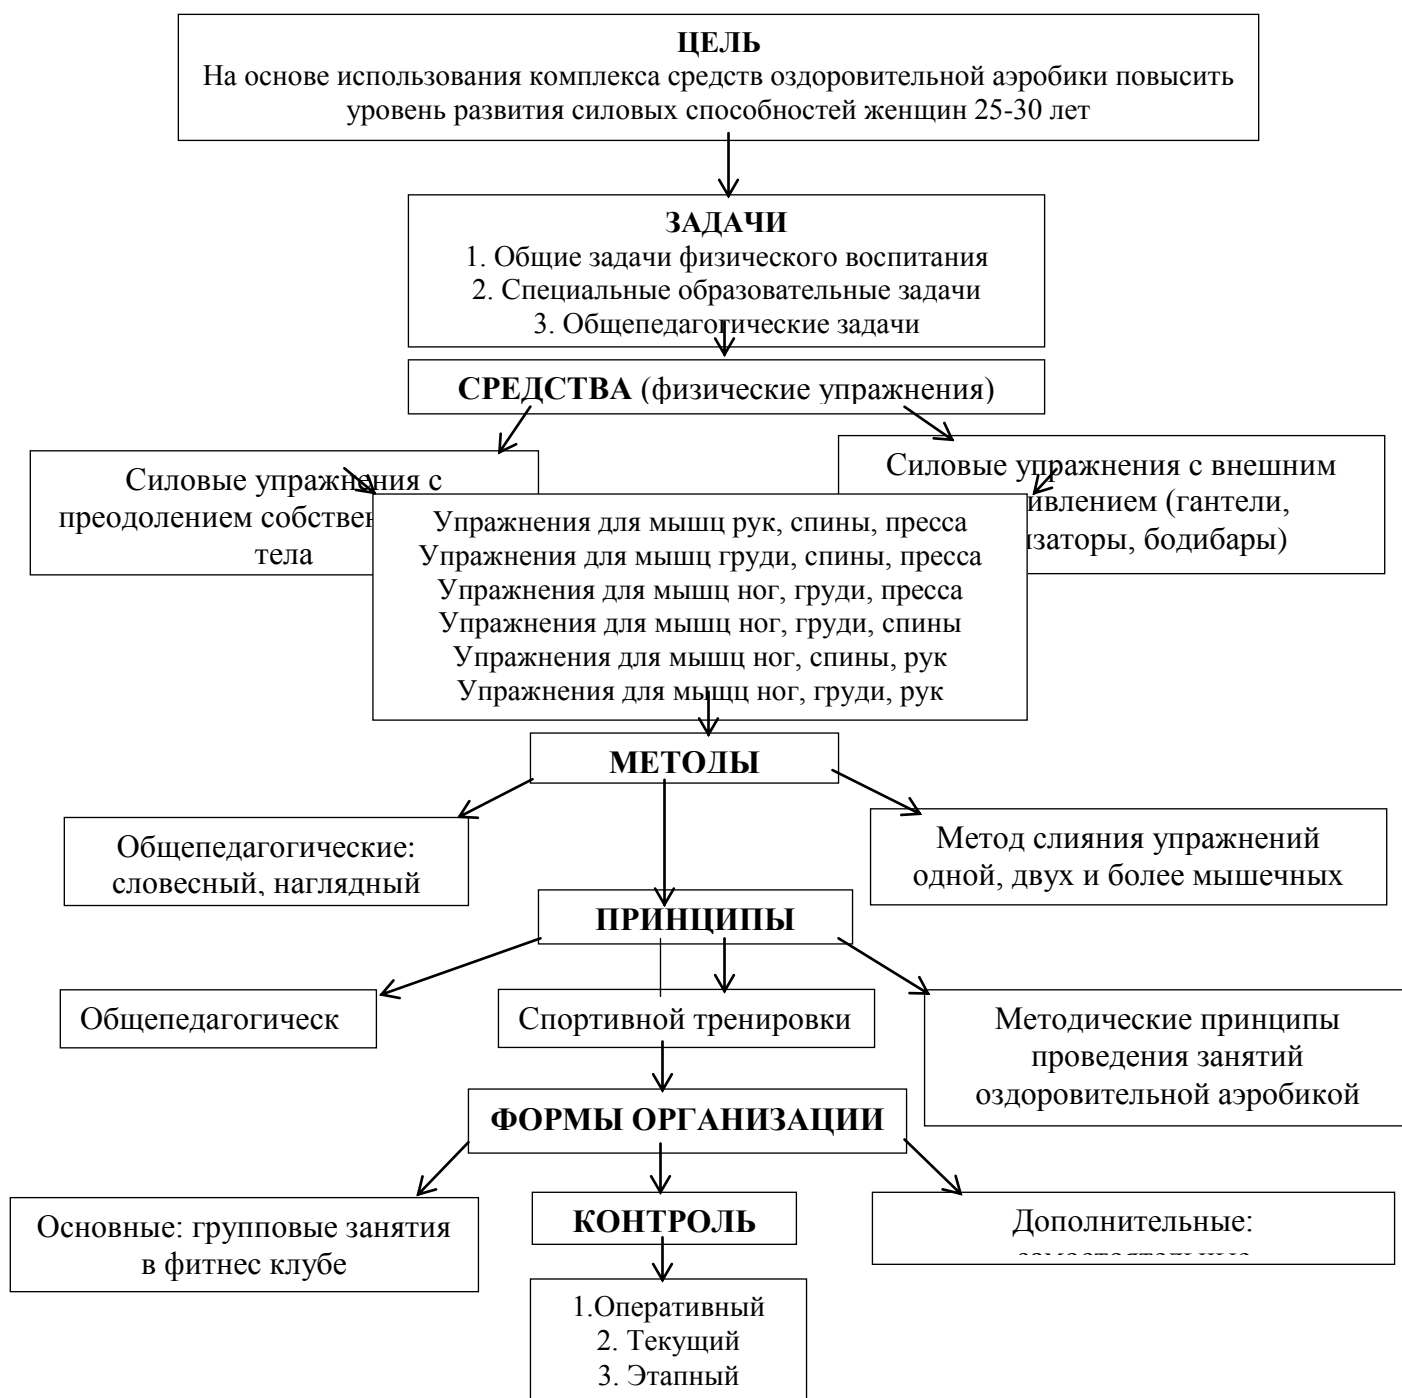 ЦЕЛЬ
На основе использования комплекса средств оздоровительной аэробики повысить
уровень развития силовых способностей женщин 25-30 лет
ЗАДАЧИ
1. Общие задачи физического воспитания
2. Специальные образовательные задачи
3. Общепедагогические задачи
СРЕДСТВА (физические упражнения)
Силовые упражнения с
преодолением собствен
тела
Силовые упражнения с внешним
ивлением (гантели,
изаторы, бодибары)
Упражнения для мышц рук, спины, пресса
Упражнения для мышц груди, спины, пресса
Упражнения для мышц ног, груди, пресса
Упражнения для мышц ног, груди, спины
Упражнения для мышц ног, спины, рук
Упражнения для мыщц ног, груди, рук
МЕТОДЫ
Общепедагогические:
словесный, наглядный
Метод слияния упражнений
одной, двух и более мышечных
ПРИНЦИПЫ
Общепедагогическ
Спортивной тренировки
Методические принципы
проведения занятий
оздоровительной аэробикой
ФОРМЫ ОРГАНИЗАЦИИ
Основные: групповые занятия
в фитнес клубе
КОНТРОЛЬ
Дополнительные:
1.Оперативный
2. Текущий
3. Этапный